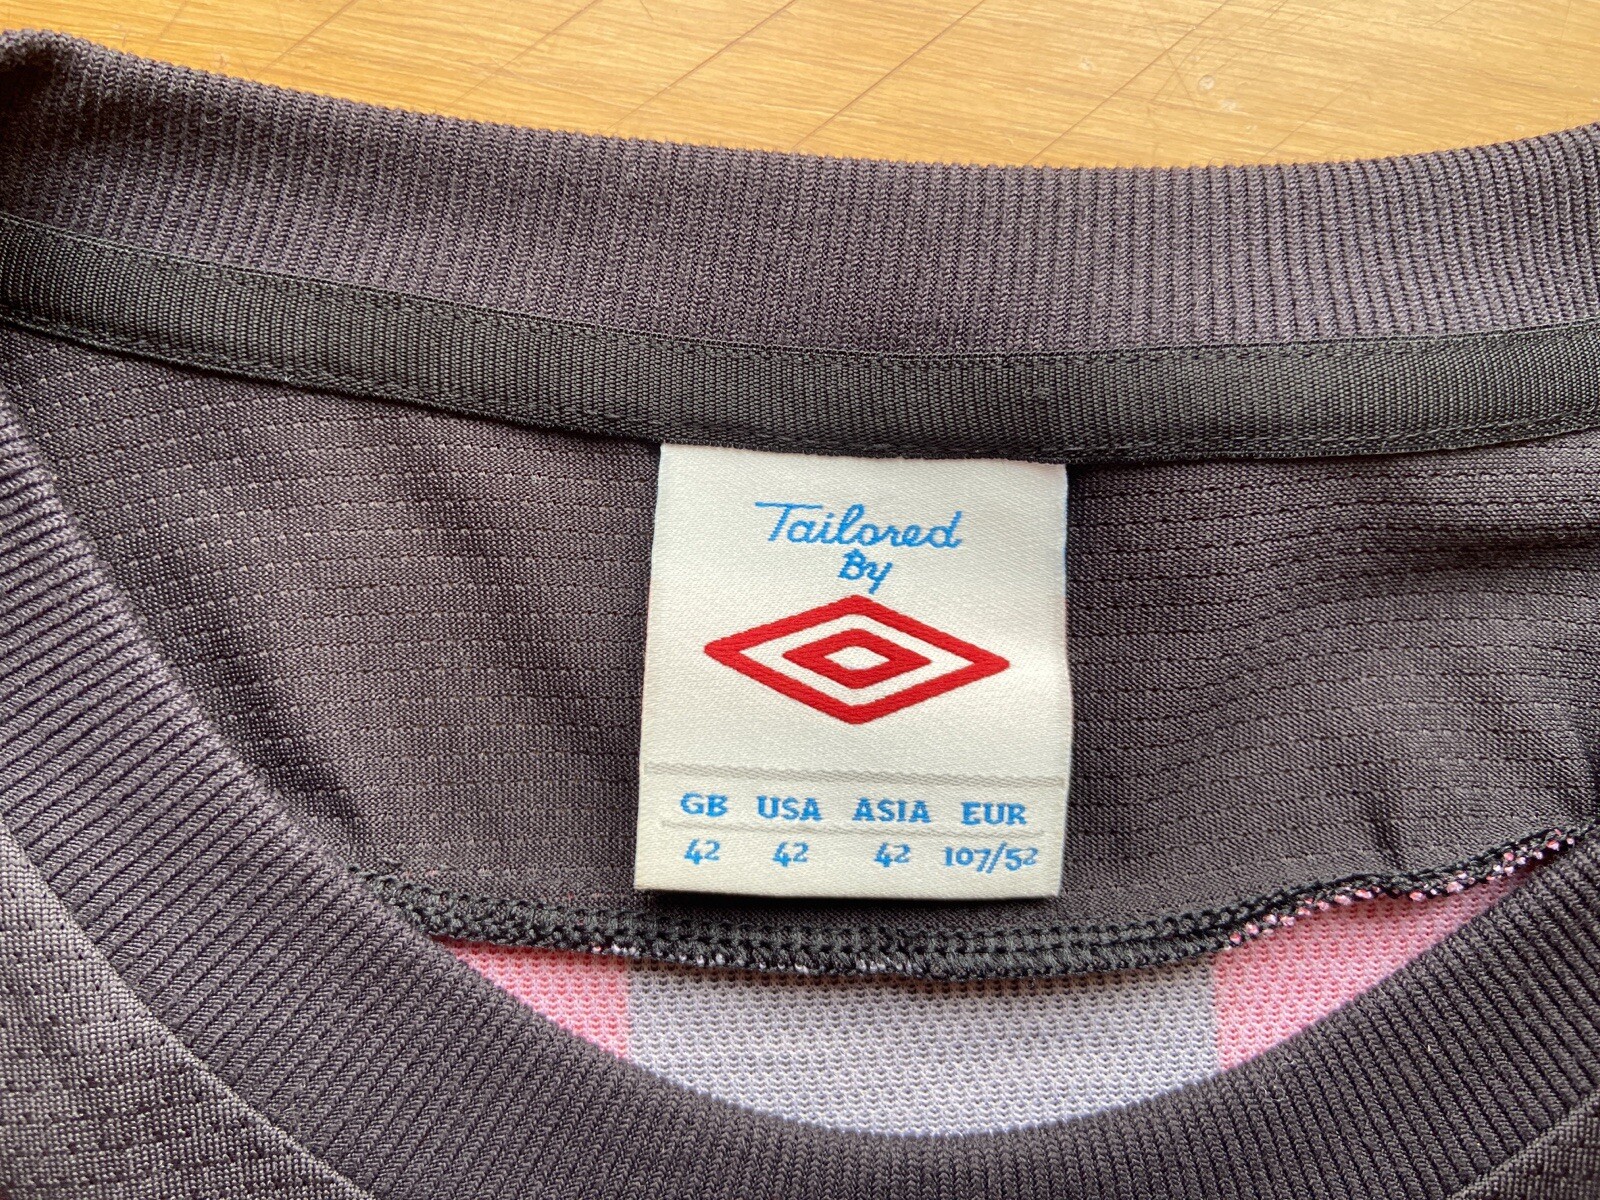 Tailored
By
GB USA ASIA EUR
42 42 42 107/52